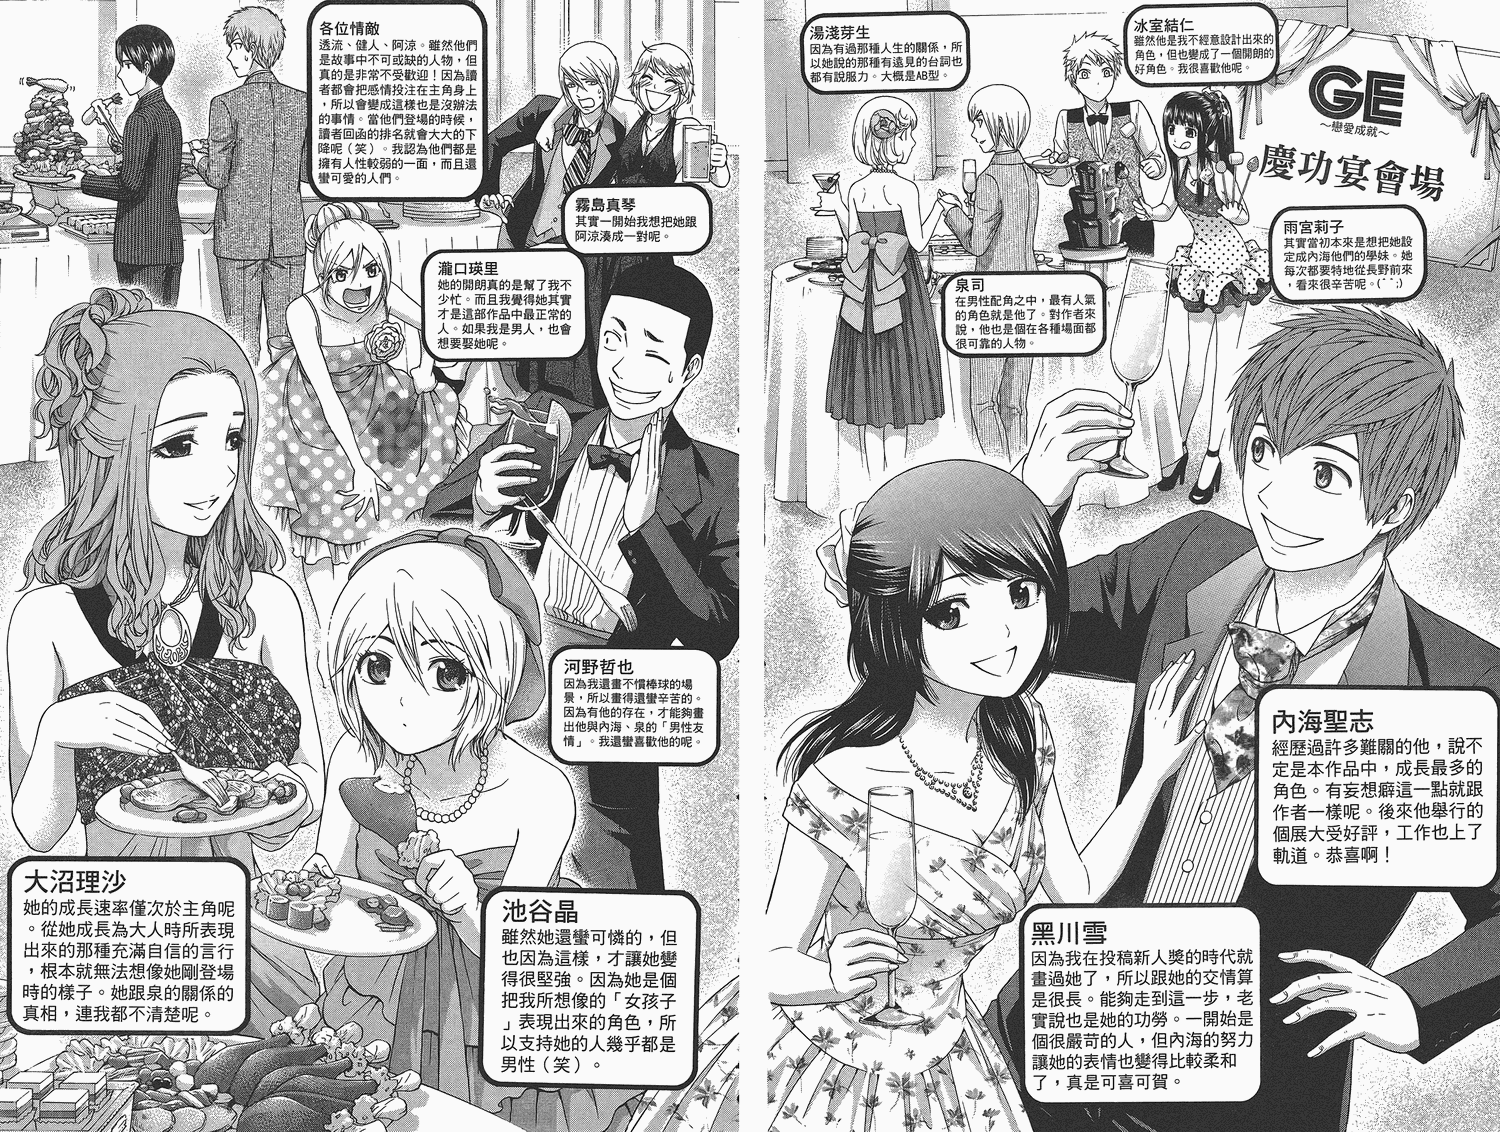 GE
～戀愛成就～
慶功宴會場
冰室結仁
雖然他是我不經意設計出來的
角色，但也變成了一個開朗的
好角色。我很喜歡他呢。
湯淺芽生
因為有過那種人生的關係，所
以她說的那種有遠見的台詞也
都有說服力。大概是AB型。
雨宮莉子
其實當初本來是想把她設
定成內海他們的學妹。她
每次都要特地從長野前來
，看來很辛苦呢。(´ˆ;)
泉司
在男性配角之中，最有人氣
的角色就是他了。對作者來
說，他也是個在各種場面都
很可靠的人物。
內海聖志
經歷過許多難關的他，說不
定是本作品中，成長最多的
角色。有妄想癖這一點就跟
作者一樣呢。後來他舉行的
個展大受好評，工作也上了
軌道。恭喜啊！
黑川雪
因為我在投稿新人獎的時代就
畫過她了，所以跟她的交情算
是很長。能夠走到這一步，老
實說也是她的功勞。一開始是
個很嚴苛的人，但內海的努力
讓她的表情也變得比較柔和
了，真是可喜可賀。
各位情敵
透流、健人、阿涼。雖然他們
是故事中不可或缺的人物，但
真的是非常不受歡迎！因為讀
者都會把感情投注在主角身上
，所以會變成這樣也是沒辦法
的事情。當他們登場的時候，
讀者回函的排名就會大大的下
降呢（笑）。我認為他們都是
擁有人性較弱的一面，而且還
蠻可愛的人們。
霧島真琴
其實一開始我想把她跟
阿涼湊成一對呢。
瀧口瑛里
她的開朗真的是幫了我不
少忙。而且我覺得她其實
才是這部作品中最正常的
人。如果我是男人，也會
想要娶她呢。
河野哲也
因為我還畫不慣棒球的場
景，所以畫得還蠻辛苦的。
因為有他的存在，才能夠畫
出他與內海、泉的「男性友
情」。我還蠻喜歡他的呢。
池谷晶
雖然她還蠻可憐的，但
也因為這樣，才讓她變
得很堅強。因為她是個
把我所想像的「女孩子
」表現出來的角色，所
以支持她的人幾乎都是
男性（笑）。
大沼理沙
她的成長速率僅次於主角呢
。從她成長為大人時所表現
出來的那種充滿自信的言行
，根本就無法想像她剛登場
時的樣子。她跟泉的關係的
真相，連我都不清楚呢。